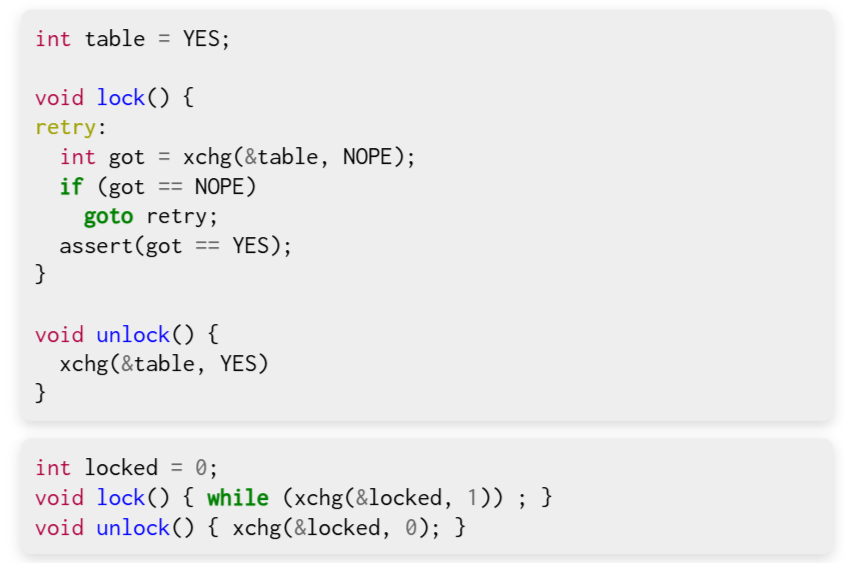 int table = YES;
void lock() {
retry:
  int got = xchg(&table, NOPE);
  if (got == NOPE)
    goto retry;
  assert(got == YES);
}
void unlock() {
  xchg(&table, YES)
}
int locked = 0;
void lock() { while (xchg(&locked, 1)) ; }
void unlock() { xchg(&locked, 0); }